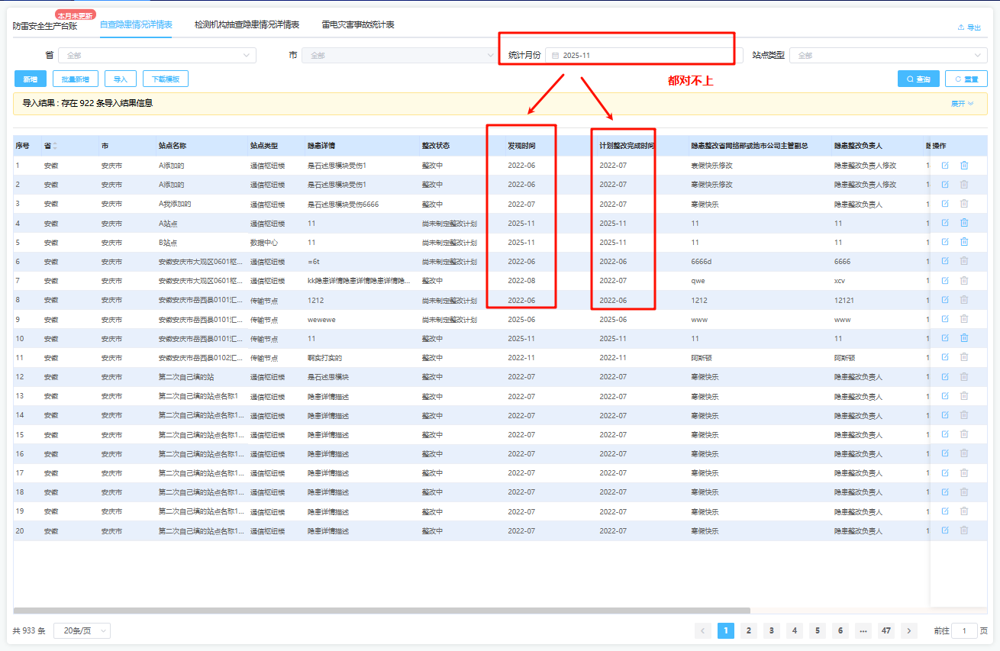 本月未更新
防雷安全生产台账 自查隐患情况详情表 检测机构抽查隐患情况详情表 雷电灾害事故统计表
导出
省 全部 市 全部 统计月份 2025-11 站点类型 全部
新增 批量新增 导入 下载模板 都对不上 查询 重置
导入结果 : 存在 922 条导入结果信息 展开
序号 省 市 站点名称 站点类型 隐患详情 整改状态 发现时间 计划整改完成时间 隐患整改省网络部或地市公司主管副总 隐患整改负责人 操作
1 安徽 安庆市 A添加的 通信枢纽楼 是石述思模块受伤1 整改中 2022-06 2022-07 寒假快乐修改 隐患整改负责人修改
2 安徽 安庆市 A添加的 通信枢纽楼 是石述思模块受伤1 整改中 2022-06 2022-07 寒假快乐修改 隐患整改负责人修改
3 安徽 安庆市 A我添加的 通信枢纽楼 是石述思模块受伤6666 整改中 2022-07 2022-07 寒假快乐 隐患整改负责人
4 安徽 安庆市 A站点 通信枢纽楼 11 尚未制定整改计划 2025-11 2025-11 11 11
5 安徽 安庆市 B站点 数据中心 11 尚未制定整改计划 2025-11 2025-11 11 11
6 安徽 安庆市 安徽安庆市大观区0601枢... 通信枢纽楼 =6t 尚未制定整改计划 2022-06 2022-06 6666d 6666
7 安徽 安庆市 安徽安庆市大观区0601枢... 通信枢纽楼 kk隐患详情隐患详情隐患详情隐... 整改中 2022-08 2022-07 qwe xcv
8 安徽 安庆市 安徽安庆市岳西县0101汇... 传输节点 1212 尚未制定整改计划 2022-06 2022-06 1212 12121
9 安徽 安庆市 安徽安庆市岳西县0101汇... 传输节点 wewewe 尚未制定整改计划 2025-06 2025-06 www www
10 安徽 安庆市 安徽安庆市岳西县0101汇... 传输节点 11 整改中 2025-11 2025-11 11 11
11 安徽 安庆市 安徽安庆市岳西县0102汇... 传输节点 啊实打实的 整改中 2022-11 2022-11 阿斯顿 阿斯顿
12 安徽 安庆市 第二次自己填的站 通信枢纽楼 是石述思模块 整改中 2022-07 2022-07 寒假快乐 隐患整改负责人
13 安徽 安庆市 第二次自己填的站点名称1 通信枢纽楼 隐患详情描述 整改中 2022-07 2022-07 寒假快乐 隐患整改负责人
14 安徽 安庆市 第二次自己填的站点名称1... 通信枢纽楼 隐患详情描述 整改中 2022-07 2022-07 寒假快乐 隐患整改负责人
15 安徽 安庆市 第二次自己填的站点名称1... 通信枢纽楼 隐患详情描述 整改中 2022-07 2022-07 寒假快乐 隐患整改负责人
16 安徽 安庆市 第二次自己填的站点名称1... 通信枢纽楼 隐患详情描述 整改中 2022-07 2022-07 寒假快乐 隐患整改负责人
17 安徽 安庆市 第二次自己填的站点名称1... 通信枢纽楼 隐患详情描述 整改中 2022-07 2022-07 寒假快乐 隐患整改负责人
18 安徽 安庆市 第二次自己填的站点名称1... 通信枢纽楼 隐患详情描述 整改中 2022-07 2022-07 寒假快乐 隐患整改负责人
19 安徽 安庆市 第二次自己填的站点名称1... 通信枢纽楼 隐患详情描述 整改中 2022-07 2022-07 寒假快乐 隐患整改负责人
20 安徽 安庆市 第二次自己填的站点名称1... 通信枢纽楼 隐患详情描述 整改中 2022-07 2022-07 寒假快乐 隐患整改负责人
共 933 条 20条/页 1 2 3 4 5 6 ... 47 前往 1 页